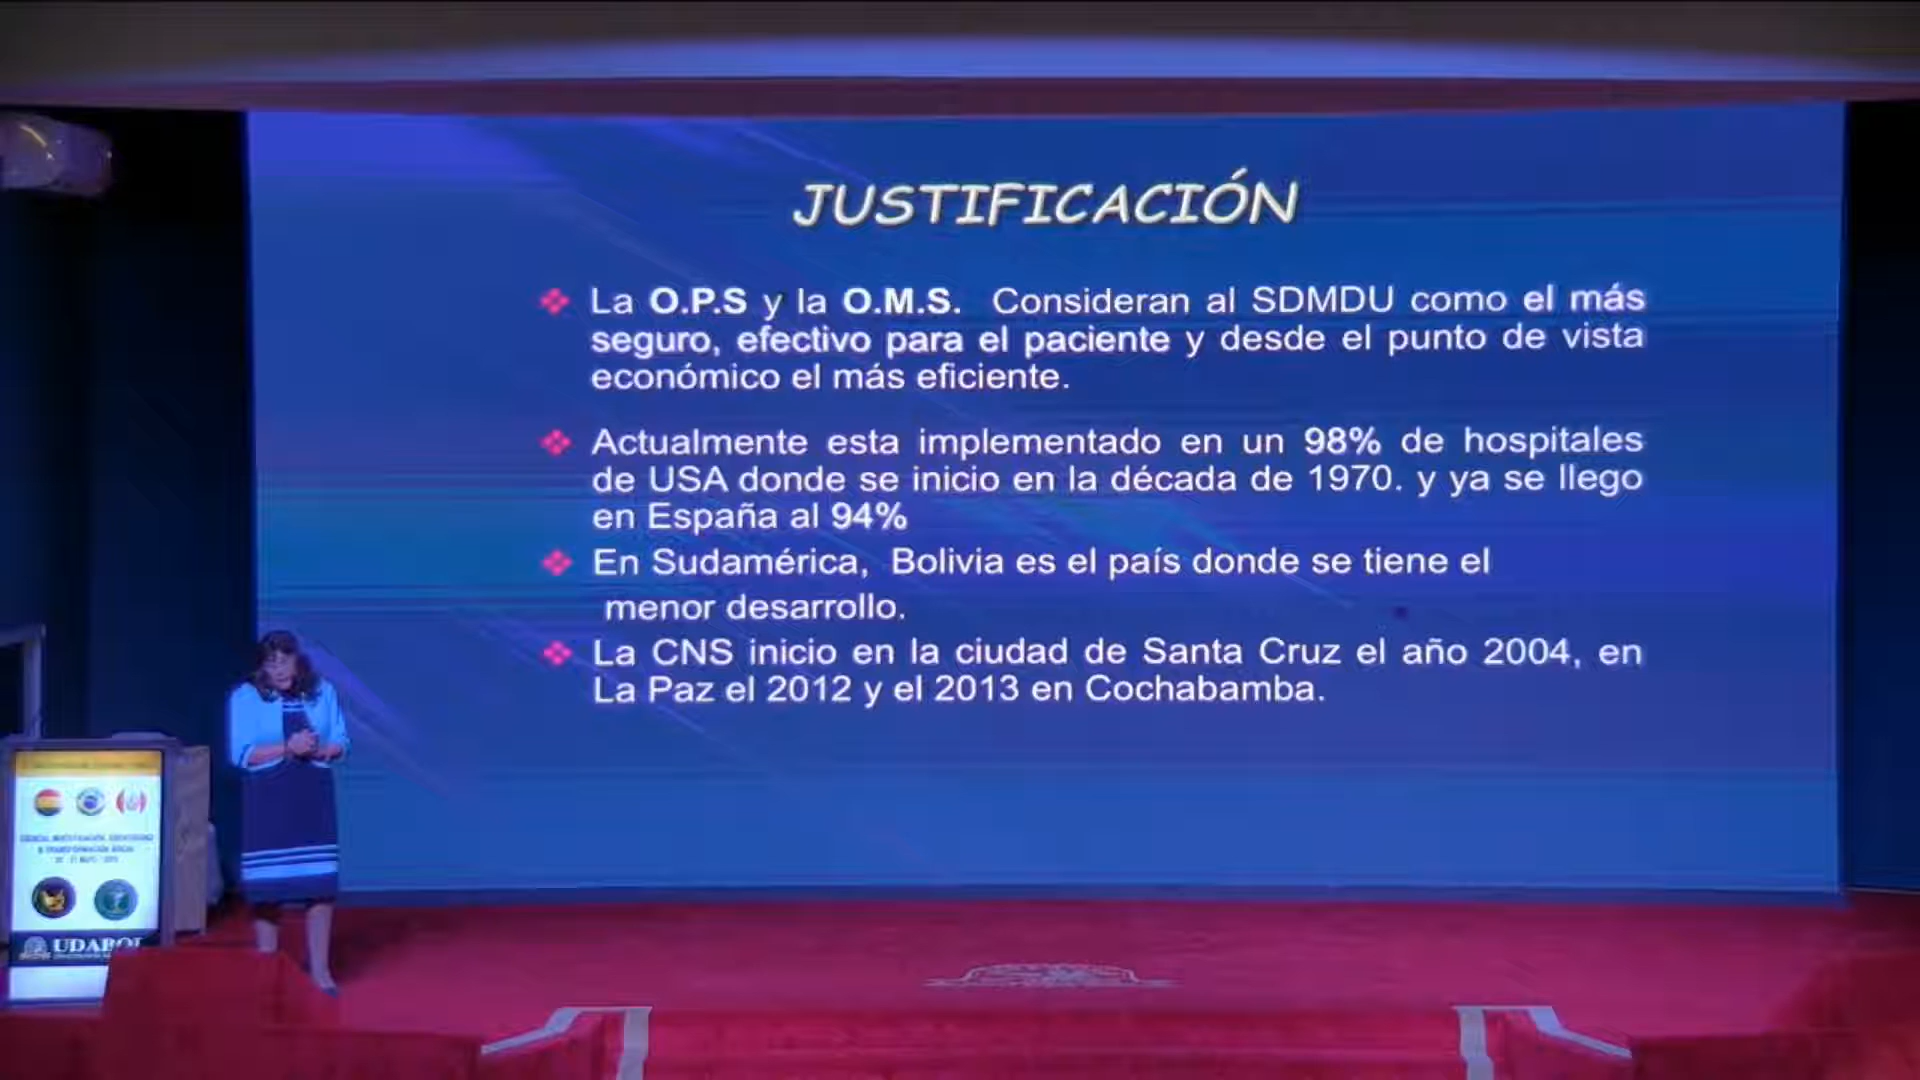 JUSTIFICACIÓN
La O.P.S y la O.M.S. Consideran al SDMDU como el más
seguro, efectivo para el paciente y desde el punto de vista
económico el más eficiente.
Actualmente esta implementado en un 98% de hospitales
de USA donde se inicio en la década de 1970. y ya se llego
en España al 94%
En Sudamérica, Bolivia es el país donde se tiene el
menor desarrollo.
La CNS inicio en la ciudad de Santa Cruz el año 2004, en
La Paz el 2012 y el 2013 en Cochabamba.
UDABOL